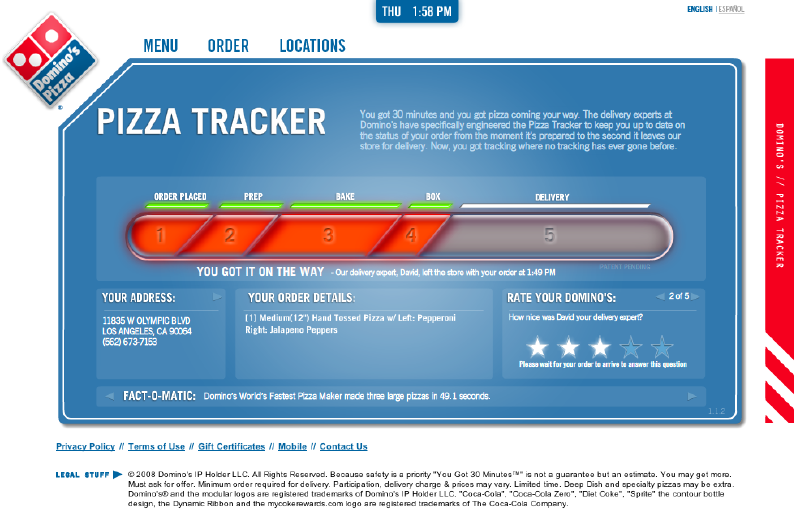 THU 1:58 PM
ENGLISH | ESPAÑOL
Domino's
Pizza
®
MENU ORDER LOCATIONS
PIZZA TRACKER
You got 30 minutes and you got pizza coming your way. The delivery experts at
Domino's have specifically engineered the Pizza Tracker to keep you up to date on
the status of your order from the moment it's prepared to the second it leaves our
store for delivery. Now, you got tracking where no tracking has ever gone before.
DOMINO'S // PIZZA TRACKER
ORDER PLACED PREP BAKE BOX DELIVERY
1 2 3 4 5
YOU GOT IT ON THE WAY - Our delivery expert, David, left the store with your order at 1:49 PM
PATENT PENDING
YOUR ADDRESS:
11835 W OLYMPIC BLVD
LOS ANGELES, CA 90064
(562) 673-7153
YOUR ORDER DETAILS:
(1) Medium(12") Hand Tossed Pizza w/ Left: Pepperoni
Right: Jalapeno Peppers
RATE YOUR DOMINO'S: 2 of 5
How nice was David your delivery expert?
Please wait for your order to arrive to answer this question
FACT-O-MATIC: Domino's World's Fastest Pizza Maker made three large pizzas in 49.1 seconds.
1.1.2
Privacy Policy // Terms of Use // Gift Certificates // Mobile // Contact Us
LEGAL STUFF © 2008 Domino's IP Holder LLC. All Rights Reserved. Because safety is a priority "You Got 30 Minutes™" is not a guarantee but an estimate. You may get more.
Must ask for offer. Minimum order required for delivery. Participation, delivery charge & prices may vary. Limited time. Deep Dish and specialty pizzas may be extra.
Domino's® and the modular logos are registered trademarks of Domino's IP Holder LLC. "Coca-Cola", "Coca-Cola Zero", "Diet Coke", "Sprite" the contour bottle
design, the Dynamic Ribbon and the mycokerewards.com logo are registered trademarks of The Coca-Cola Company.